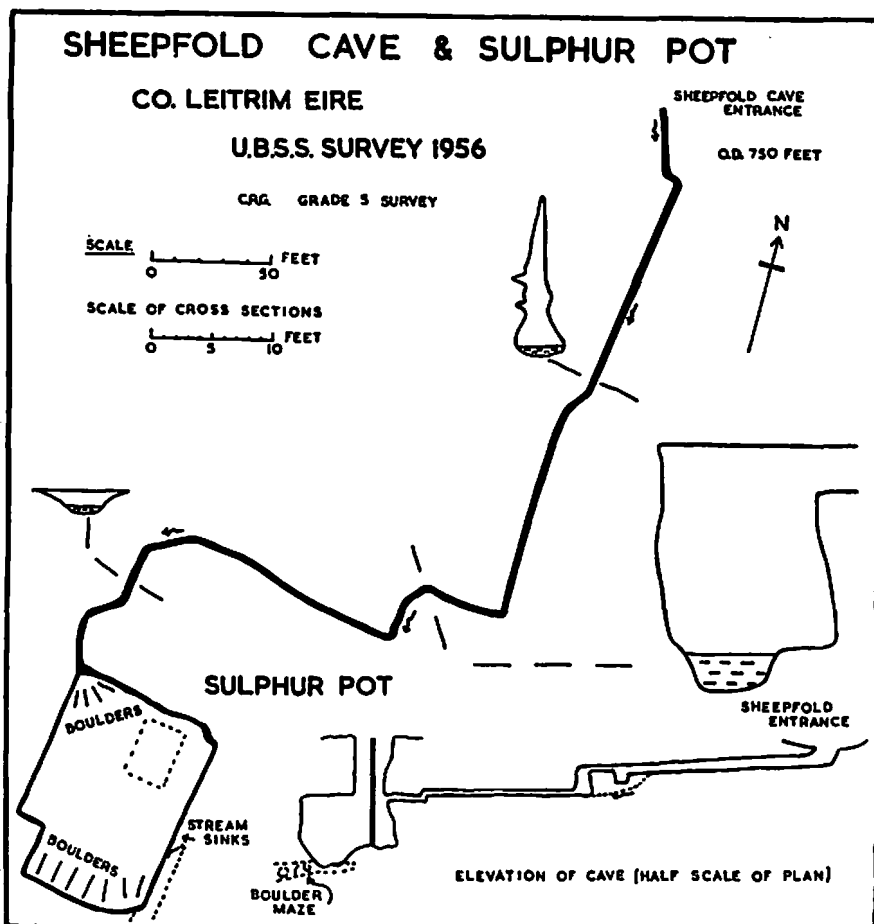 SHEEPFOLD CAVE & SULPHUR POT
CO. LEITRIM EIRE
U.B.S.S. SURVEY 1956
C.R.G. GRADE 5 SURVEY
SHEEPFOLD CAVE
ENTRANCE
O.D. 750 FEET
N
SCALE
FEET
0 50
SCALE OF CROSS SECTIONS
FEET
0 5 10
SULPHUR POT
BOULDERS
BOULDERS
STREAM
SINKS
SHEEPFOLD
ENTRANCE
BOULDER
MAZE
ELEVATION OF CAVE (HALF SCALE OF PLAN)